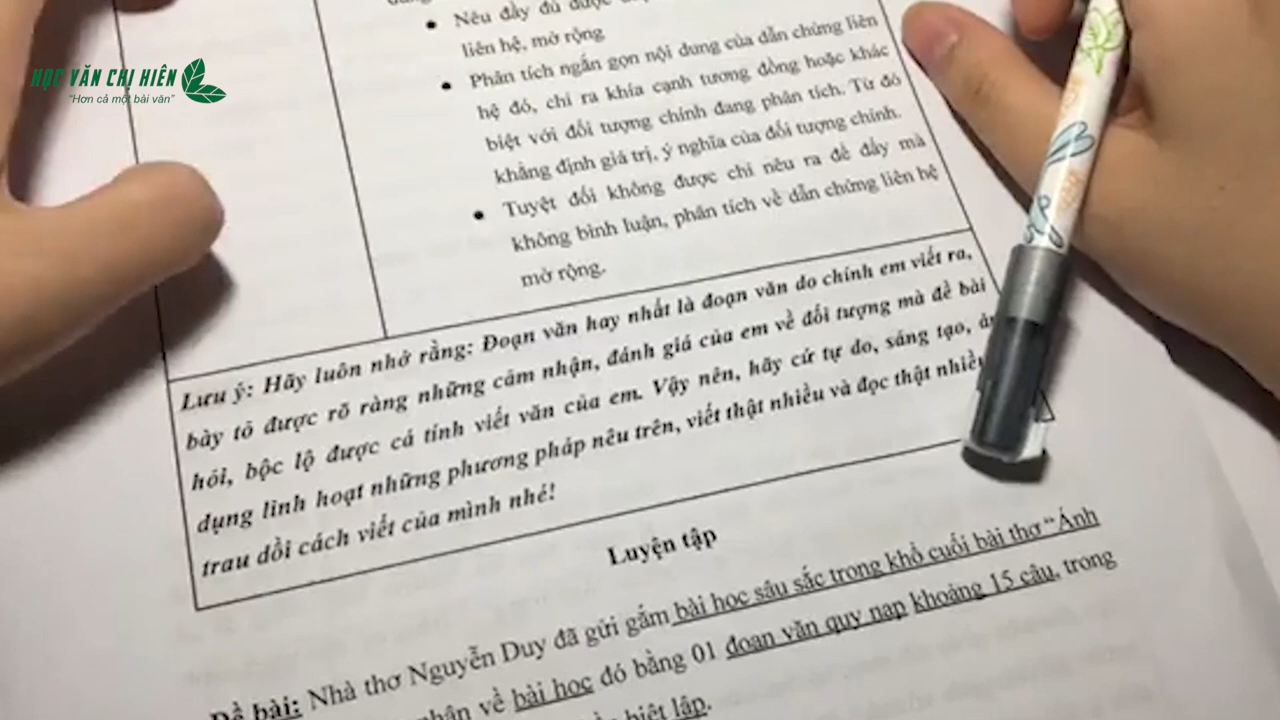 HỌC VĂN CHỊ HIÊN
“Hơn cả một bài văn”
Nêu đầy đủ được
liên hệ, mở rộng
Phân tích ngắn gọn nội dung của dẫn chứng liên
hệ đó, chỉ ra khía cạnh tương đồng hoặc khác
biệt với đối tượng chính đang phân tích. Từ đó
khẳng định giá trị, ý nghĩa của đối tượng chính.
Tuyệt đối không được chỉ nêu ra để đấy mà
không bình luận, phân tích về dẫn chứng liên hệ
mở rộng.
Lưu ý: Hãy luôn nhớ rằng: Đoạn văn hay nhất là đoạn văn do chính em viết ra,
bày tỏ được rõ ràng những cảm nhận, đánh giá của em về đối tượng mà đề bài
hỏi, bộc lộ được cá tính viết văn của em. Vậy nên, hãy cứ tự do, sáng tạo,
dụng linh hoạt những phương pháp nêu trên, viết thật nhiều và đọc thật nhiều
trau dồi cách viết của mình nhé!
Luyện tập
Đề bài: Nhà thơ Nguyễn Duy đã gửi gắm bài học sâu sắc trong khổ cuối bài thơ “Ánh
về bài học đó bằng 01 đoạn văn quy nạp khoảng 15 câu, trong
biệt lập.